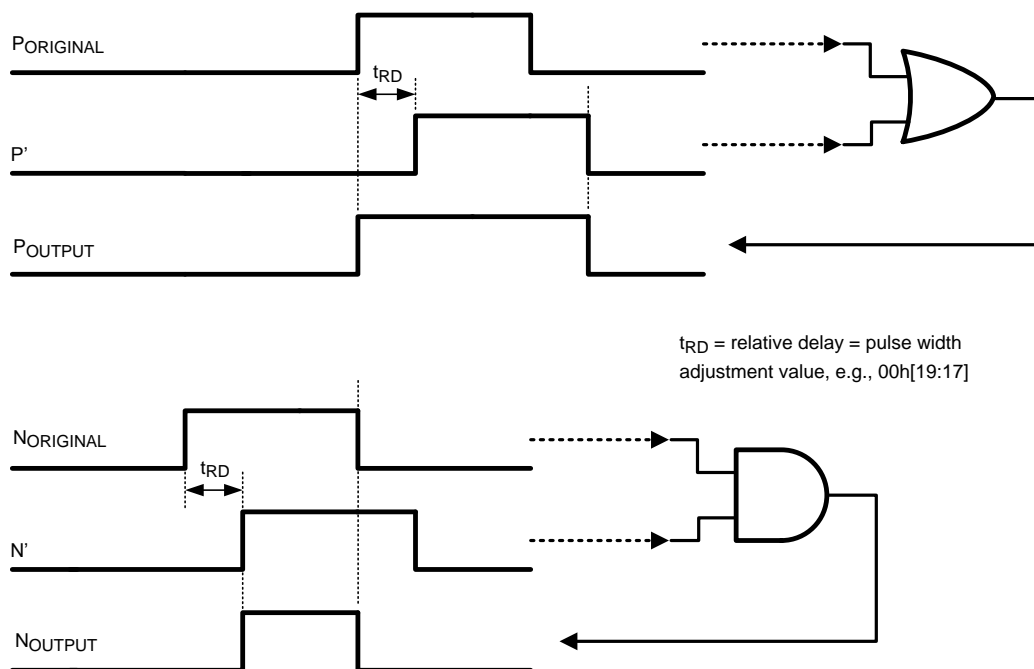 PORIGINAL
tRD
P’
POUTPUT
tRD = relative delay = pulse width
adjustment value, e.g., 00h[19:17]
NORIGINAL
tRD
N’
NOUTPUT